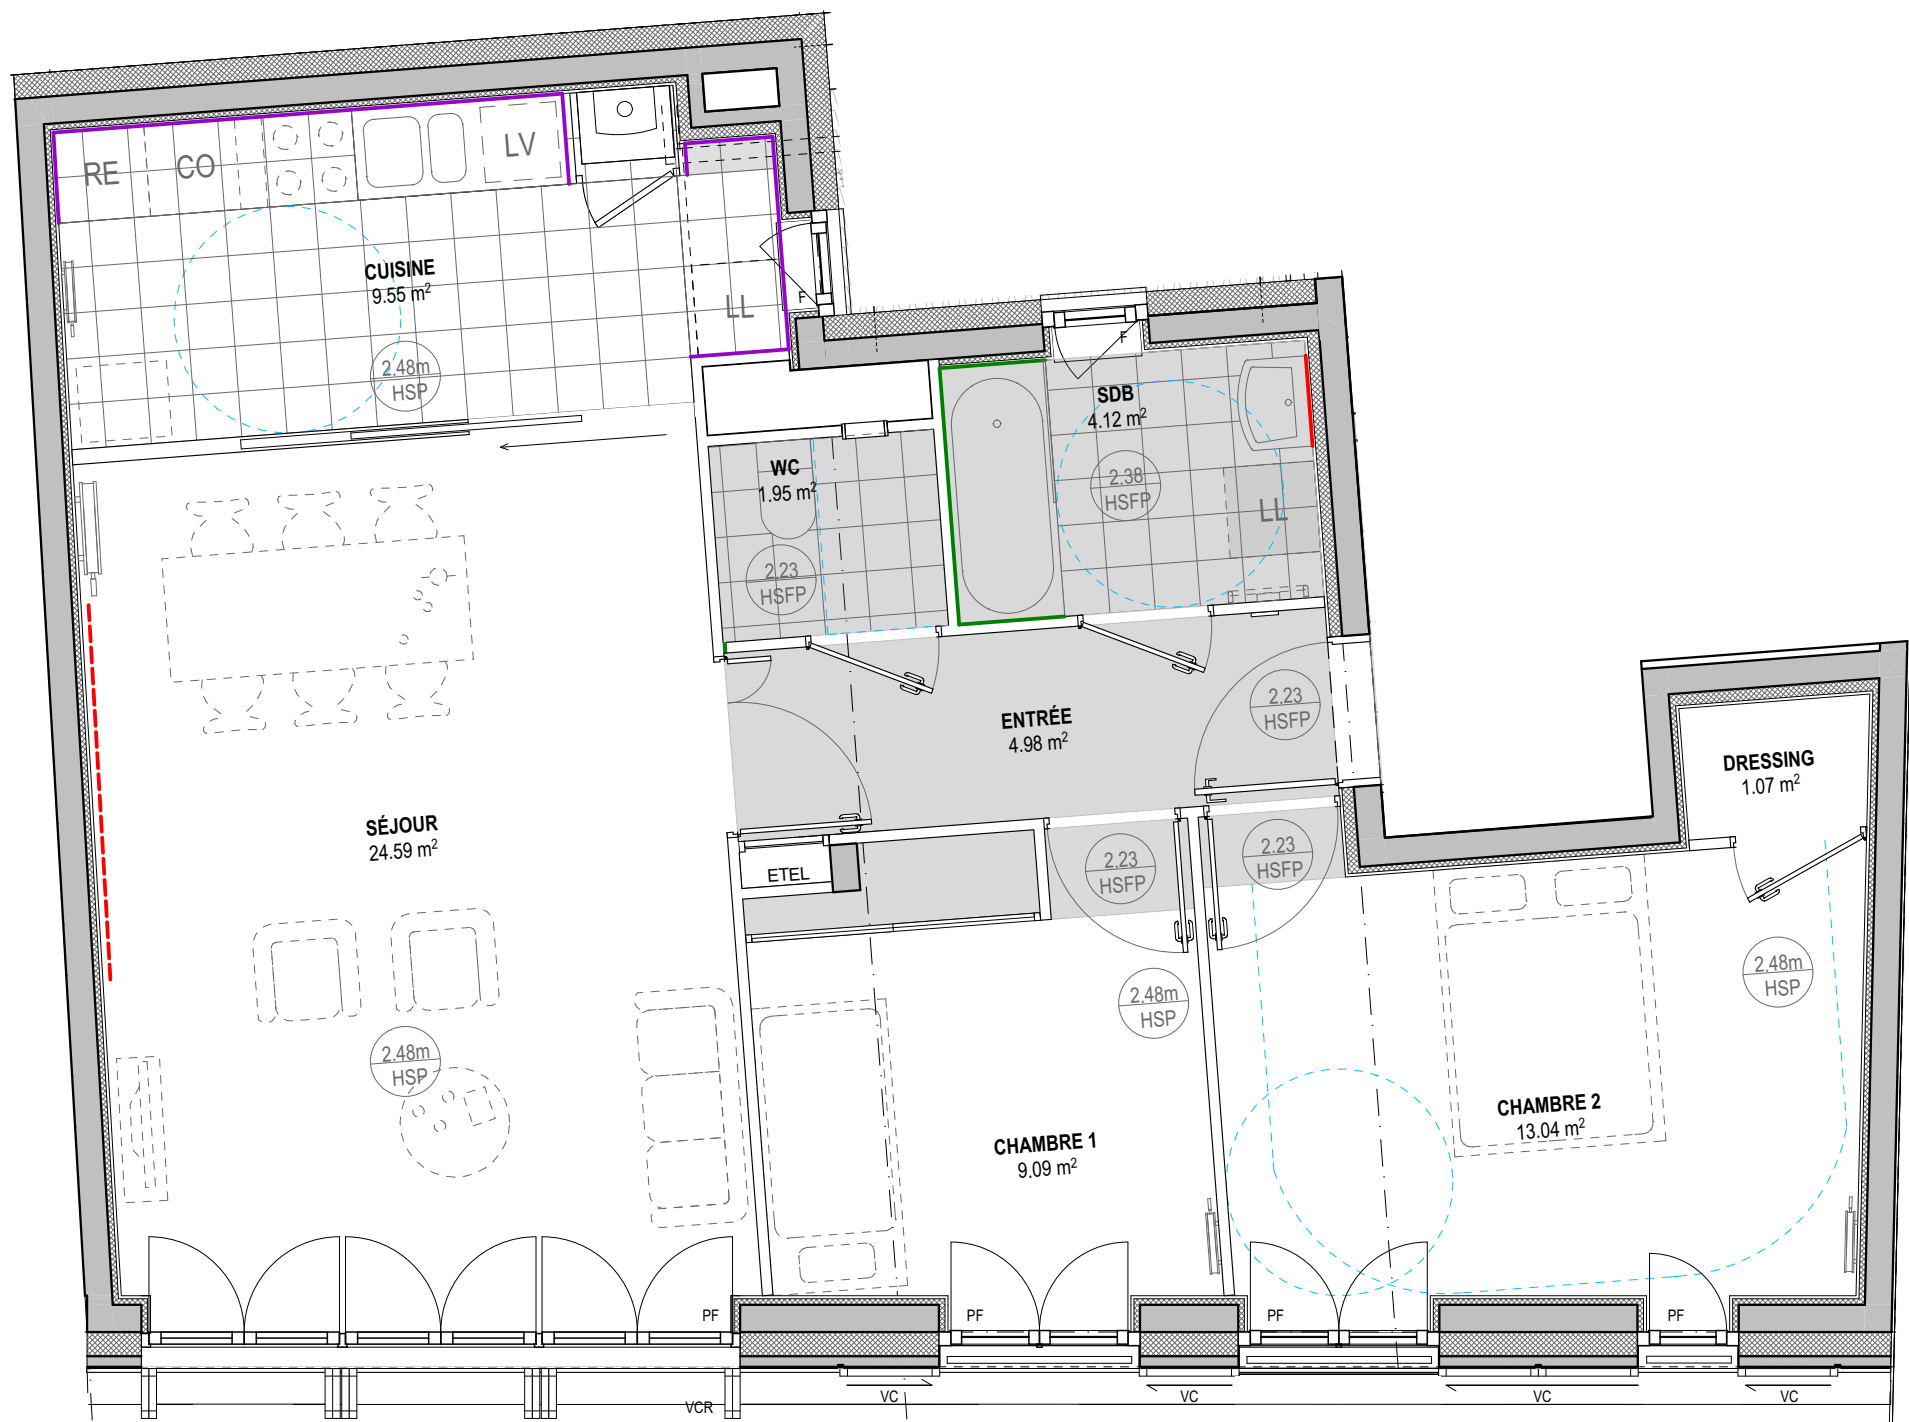 RE
CO
LV
CUISINE
9.55 m²
F
LL
2.48m
HSP
F
SDB
4.12 m²
WC
1.95 m²
2.38
HSFP
LL
2.23
HSFP
2.23
HSFP
ENTRÉE
4.98 m²
DRESSING
1.07 m²
SÉJOUR
24.59 m²
ETEL
2.23
HSFP
2.23
HSFP
2.48m
HSP
2.48m
HSP
2.48m
HSP
CHAMBRE 1
9.09 m²
CHAMBRE 2
13.04 m²
PF
PF
PF
PF
VCR
VC
VC
VC
VC